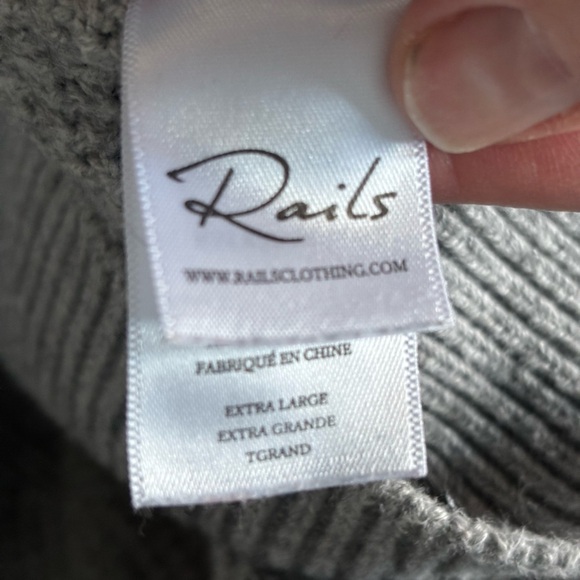 Rails
WWW.RAILSCLOTHING.COM
FABRIQUÉ EN CHINE
EXTRA LARGE
EXTRA GRANDE
TGRAND